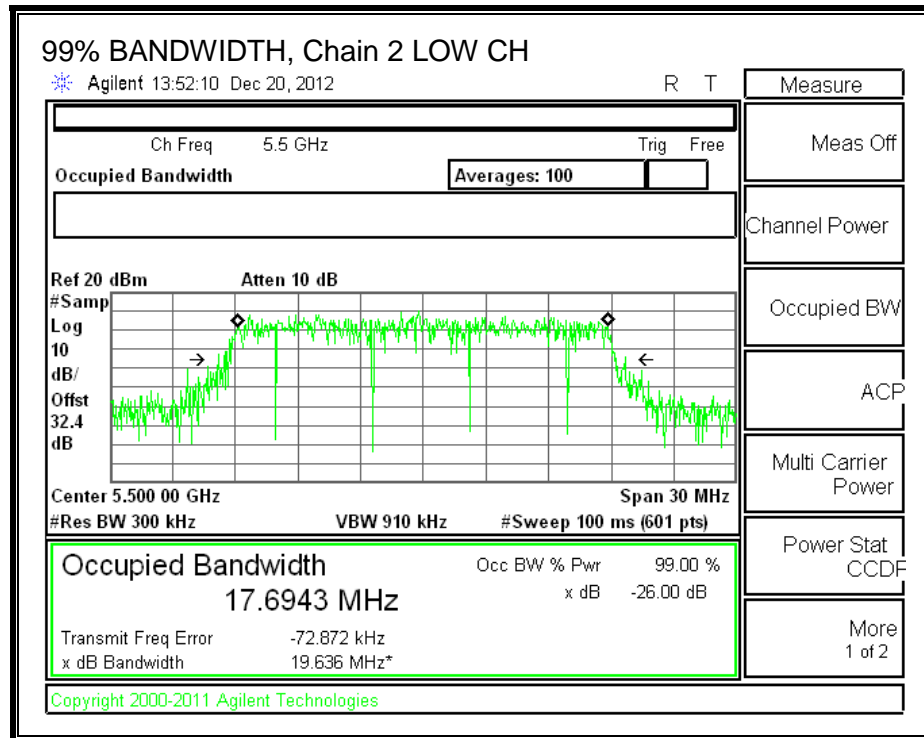 99% BANDWIDTH, Chain 2 LOW CH
Agilent 13:52:10 Dec 20, 2012 R T
Measure
Ch Freq 5.5 GHz Trig Free
Meas Off
Occupied Bandwidth Averages: 100
Channel Power
Ref 20 dBm Atten 10 dB
#Samp
Log
10
dB/
Offst
32.4
dB
Occupied BW
ACP
Center 5.500 00 GHz Span 30 MHz
#Res BW 300 kHz VBW 910 kHz #Sweep 100 ms (601 pts)
Multi Carrier
Power
Occupied Bandwidth Occ BW % Pwr 99.00 %
17.6943 MHz x dB -26.00 dB
Transmit Freq Error -72.872 kHz
x dB Bandwidth 19.636 MHz*
Power Stat
CCDF
More
1 of 2
Copyright 2000-2011 Agilent Technologies